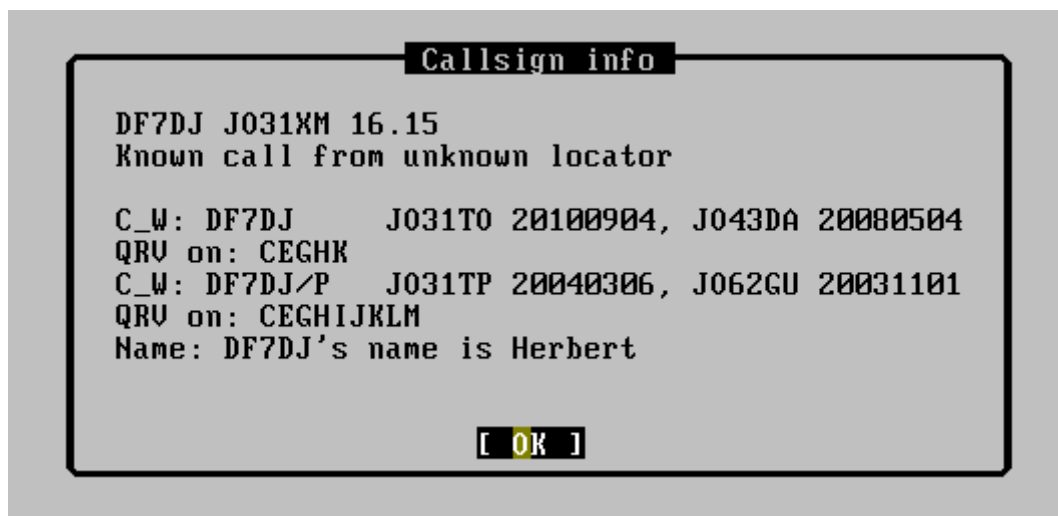 Callsign info
DF7DJ JO31XM 16.15
Known call from unknown locator
C_W: DF7DJ JO31TO 20100904, JO43DA 20080504
QRV on: CEGHK
C_W: DF7DJ/P JO31TP 20040306, JO62GU 20031101
QRV on: CEGHIJKLM
Name: DF7DJ's name is Herbert
[ OK ]